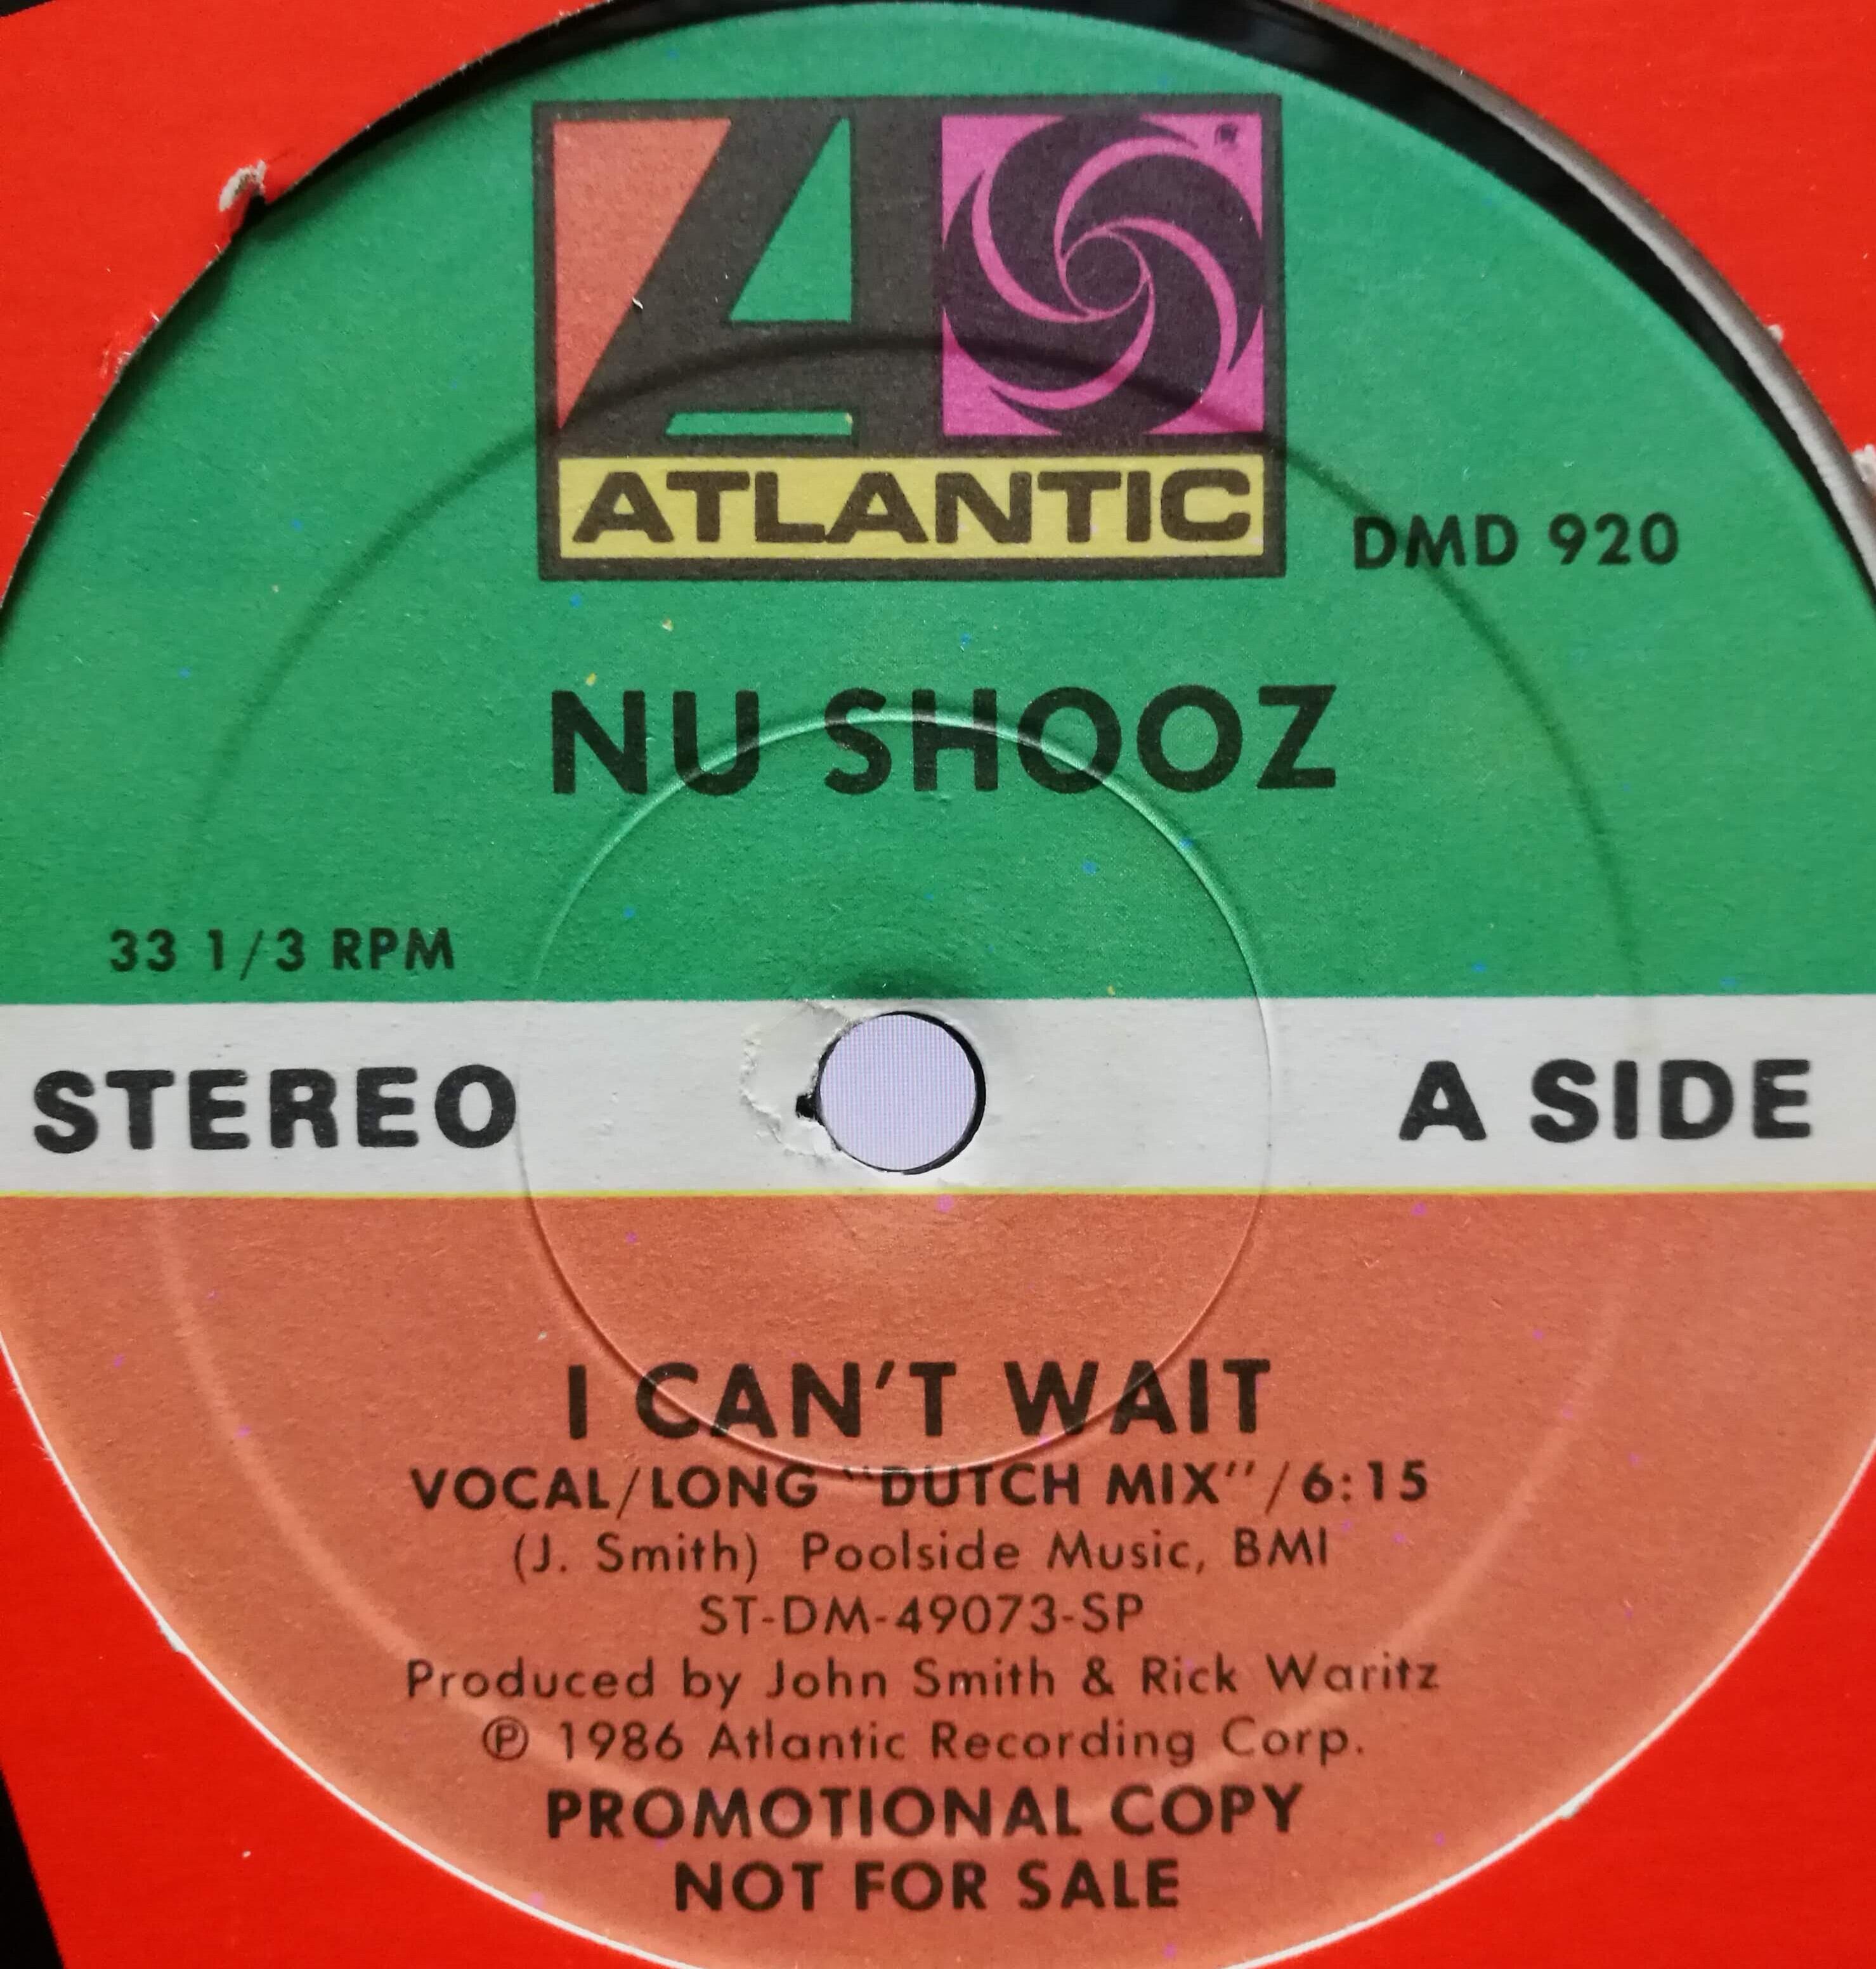 ATLANTIC
DMD 920
NU SHOOZ
33 1/3 RPM
STEREO
A SIDE
I CAN'T WAIT
VOCAL/LONG "DUTCH MIX"/6:15
(J. Smith) Poolside Music, BMI
ST-DM-49073-SP
Produced by John Smith & Rick Waritz
℗ 1986 Atlantic Recording Corp.
PROMOTIONAL COPY
NOT FOR SALE